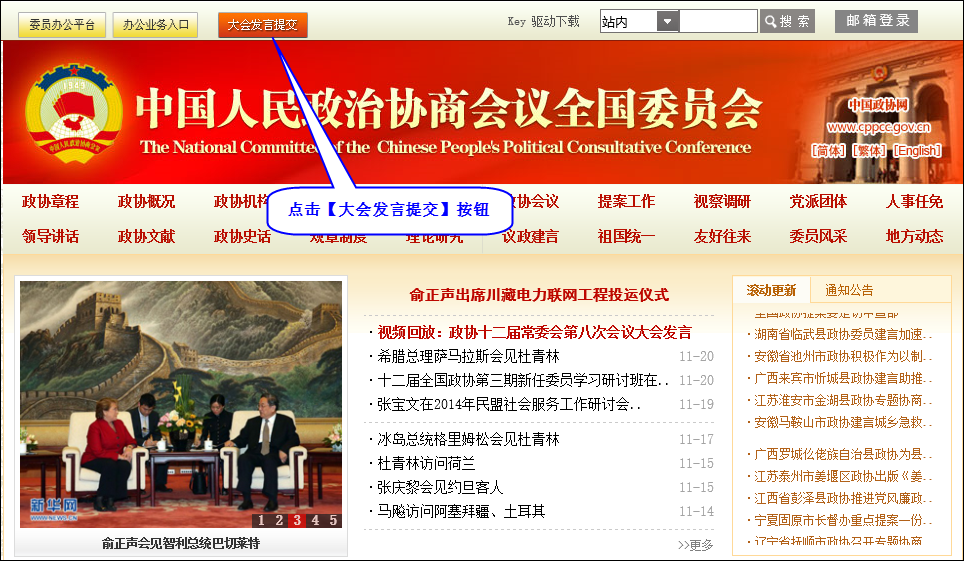 委员办公平台 办公业务入口 大会发言提交 Key 驱动下载 站内 搜 索 邮箱登录
1949
中国人民政治协商会议
中国人民政治协商会议全国委员会
The National Committee of the Chinese People's Political Consultative Conference
中国政协网
www.cppcc.gov.cn
[简体] [繁体] [English]
点击【大会发言提交】按钮
政协章程 政协概况 政协机构 政协会议 提案工作 视察调研 党派团体 人事任免
领导讲话 政协文献 政协史话 规章制度 理论研究 议政建言 祖国统一 友好往来 委员风采 地方动态
新华网
WWW.NEWS.CN
1 2 3 4 5
俞正声会见智利总统巴切莱特
俞正声出席川藏电力联网工程投运仪式
· 视频回放：政协十二届常委会第八次会议大会发言
· 希腊总理萨马拉斯会见杜青林 11-20
· 十二届全国政协第三期新任委员学习研讨班在.. 11-20
· 张宝文在2014年民盟社会服务工作研讨会.. 11-19
· 冰岛总统格里姆松会见杜青林 11-17
· 杜青林访问荷兰 11-15
· 张庆黎会见约旦客人 11-15
· 马飚访问阿塞拜疆、土耳其 11-14
>>更多
滚动更新 通知公告
· 湖南省临武县政协委员建言加速..
· 安徽省池州市政协积极作为以制..
· 广西来宾市忻城县政协建言助推..
· 江苏淮安市金湖县政协专题协商..
· 安徽马鞍山市政协建言城乡急救..
· 广西罗城仫佬族自治县政协为县..
· 江苏泰州市姜堰区政协出版《姜..
· 江西省彭泽县政协推进党风廉政..
· 宁夏固原市长督办重点提案一份..
· 辽宁省抚顺市政协召开专题协商